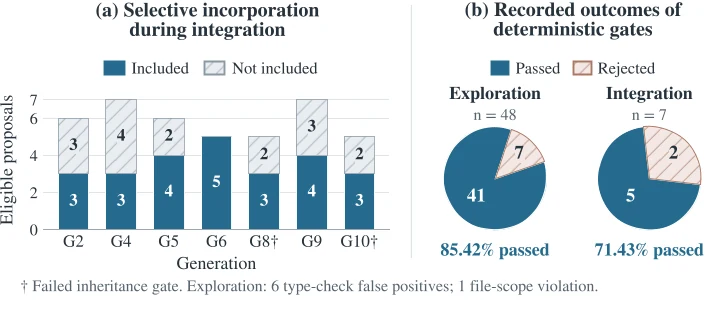 (a) Selective incorporation
during integration
Included
Not included
Eligible proposals
7
6
4
2
0
3
3
4
3
2
4
5
2
3
3
4
2
3
G2
G4
G5
G6
G8†
G9
G10†
Generation
(b) Recorded outcomes of
deterministic gates
Passed
Rejected
Exploration
n = 48
7
41
85.42% passed
Integration
n = 7
2
5
71.43% passed
† Failed inheritance gate. Exploration: 6 type-check false positives; 1 file-scope violation.